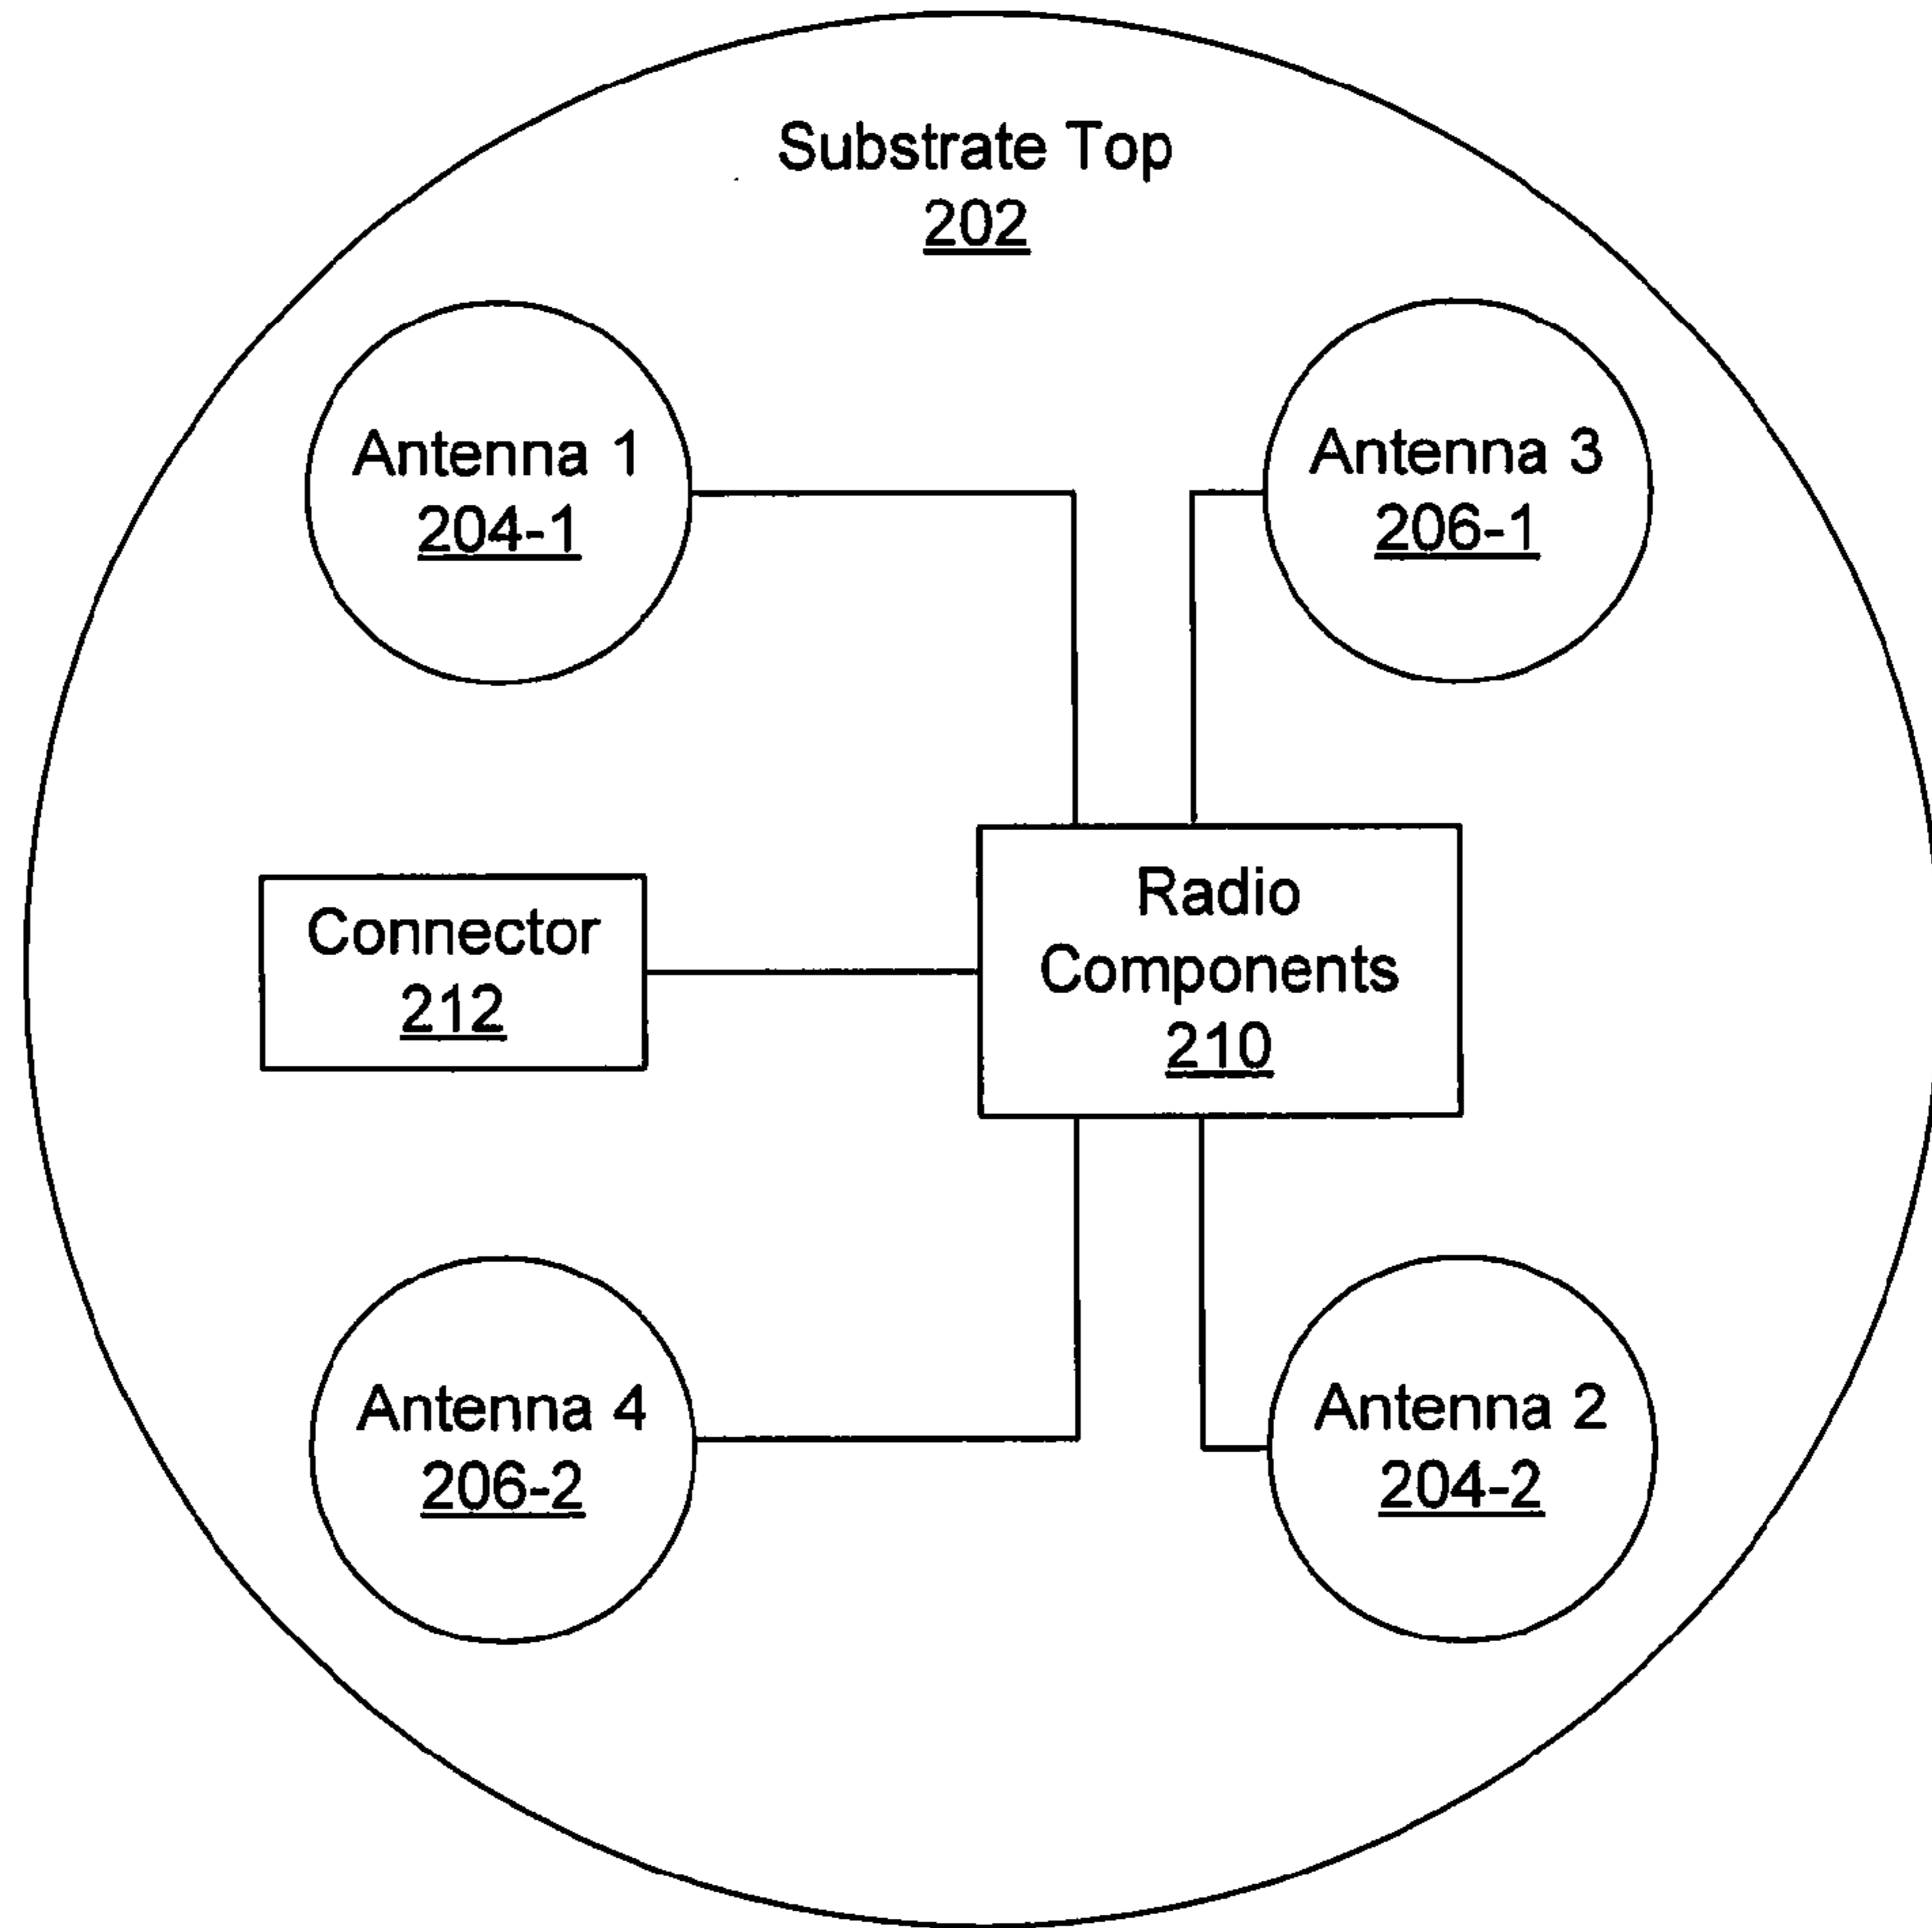 Substrate Top
202
Antenna 1
204-1
Antenna 3
206-1
Connector
212
Radio
Components
210
Antenna 4
206-2
Antenna 2
204-2